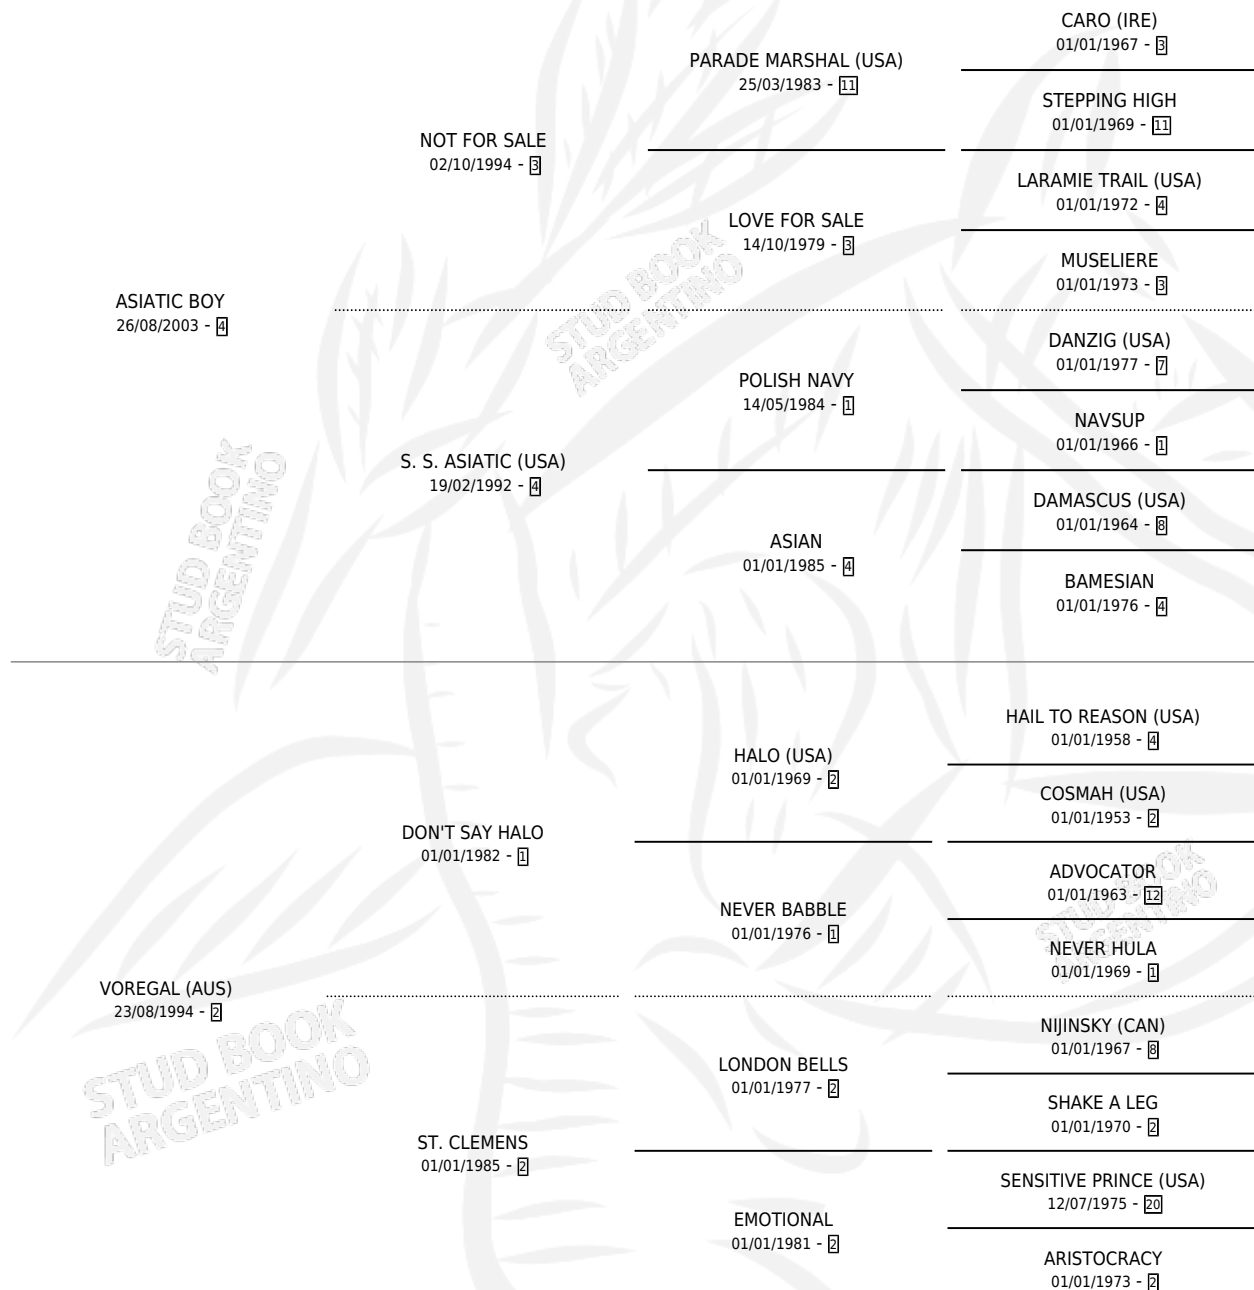 CARO (IRE)
01/01/1967 - 3
PARADE MARSHAL (USA)
25/03/1983 - 11
STEPPING HIGH
01/01/1969 - 11
NOT FOR SALE
02/10/1994 - 3
LARAMIE TRAIL (USA)
01/01/1972 - 4
LOVE FOR SALE
14/10/1979 - 3
MUSELIERE
01/01/1973 - 3
ASIATIC BOY
26/08/2003 - 4
DANZIG (USA)
01/01/1977 - 7
POLISH NAVY
14/05/1984 - 1
NAVSUP
01/01/1966 - 1
S. S. ASIATIC (USA)
19/02/1992 - 4
DAMASCUS (USA)
01/01/1964 - 8
ASIAN
01/01/1985 - 4
BAMESIAN
01/01/1976 - 4
HAIL TO REASON (USA)
01/01/1958 - 4
HALO (USA)
01/01/1969 - 2
COSMAH (USA)
01/01/1953 - 2
DON'T SAY HALO
01/01/1982 - 1
ADVOCATOR
01/01/1963 - 12
NEVER BABBLE
01/01/1976 - 1
NEVER HULA
01/01/1969 - 1
VOREGAL (AUS)
23/08/1994 - 2
NIJINSKY (CAN)
01/01/1967 - 8
LONDON BELLS
01/01/1977 - 2
SHAKE A LEG
01/01/1970 - 2
ST. CLEMENS
01/01/1985 - 2
SENSITIVE PRINCE (USA)
12/07/1975 - 20
EMOTIONAL
01/01/1981 - 2
ARISTOCRACY
01/01/1973 - 2
STUD BOOK
ARGENTINO
STUD BOOK
ARGENTINO
STUD BOOK
ARGENTINO
STUD BOOK
ARGENTINO